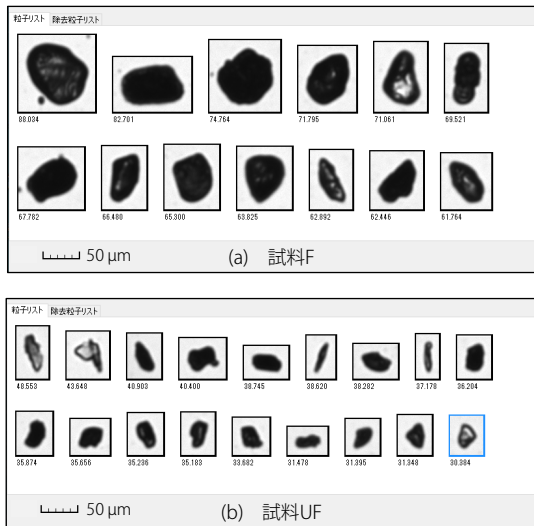 粒子リスト 除去粒子リスト
88.034 82.701 74.764 71.795 71.061 69.521
67.782 66.480 65.300 63.825 62.892 62.446 61.764
50 μm (a) 試料F
粒子リスト 除去粒子リスト
48.553 43.648 40.903 40.400 38.745 38.620 38.282 37.178 36.204
35.874 35.656 35.236 35.183 33.682 31.478 31.395 31.348 30.384
50 μm (b) 試料UF